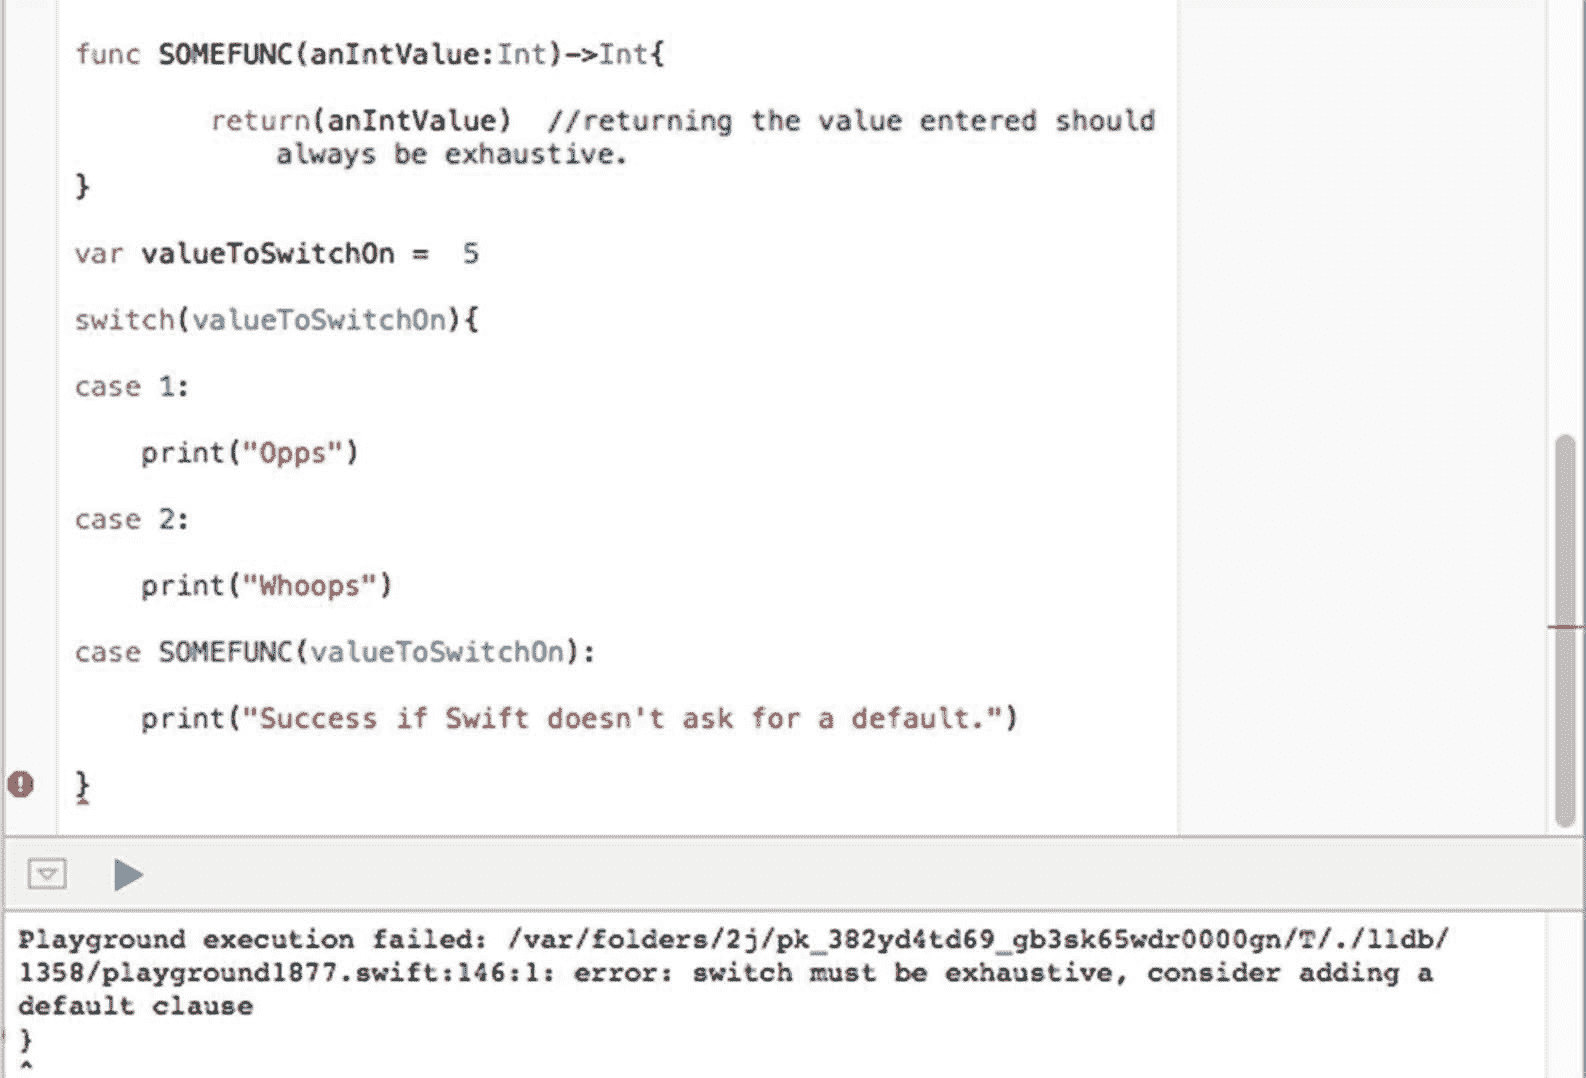 func SOMEFUNC(anIntValue:Int)->Int{
return(anIntValue)  //returning the value entered should
always be exhaustive.
}
var valueToSwitchOn =  5
switch(valueToSwitchOn){
case 1:
print("Opps")
case 2:
print("Whoops")
case SOMEFUNC(valueToSwitchOn):
print("Success if Swift doesn't ask for a default.")
}
Playground execution failed: /var/folders/2j/pk_382yd4td69_gb3sk65wdr0000gn/T/./lldb/
1358/playground1877.swift:146:1: error: switch must be exhaustive, consider adding a
default clause
}
^